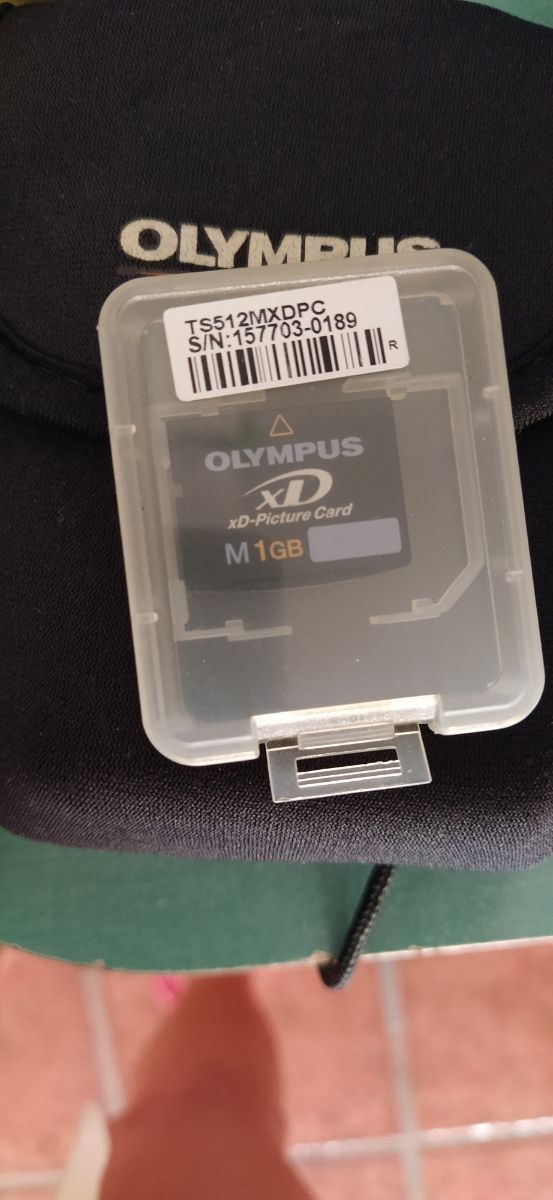 OLYMPUS
TS512MXDPC
S/N:157703-0189
R
OLYMPUS
xD
xD-Picture Card
M 1GB